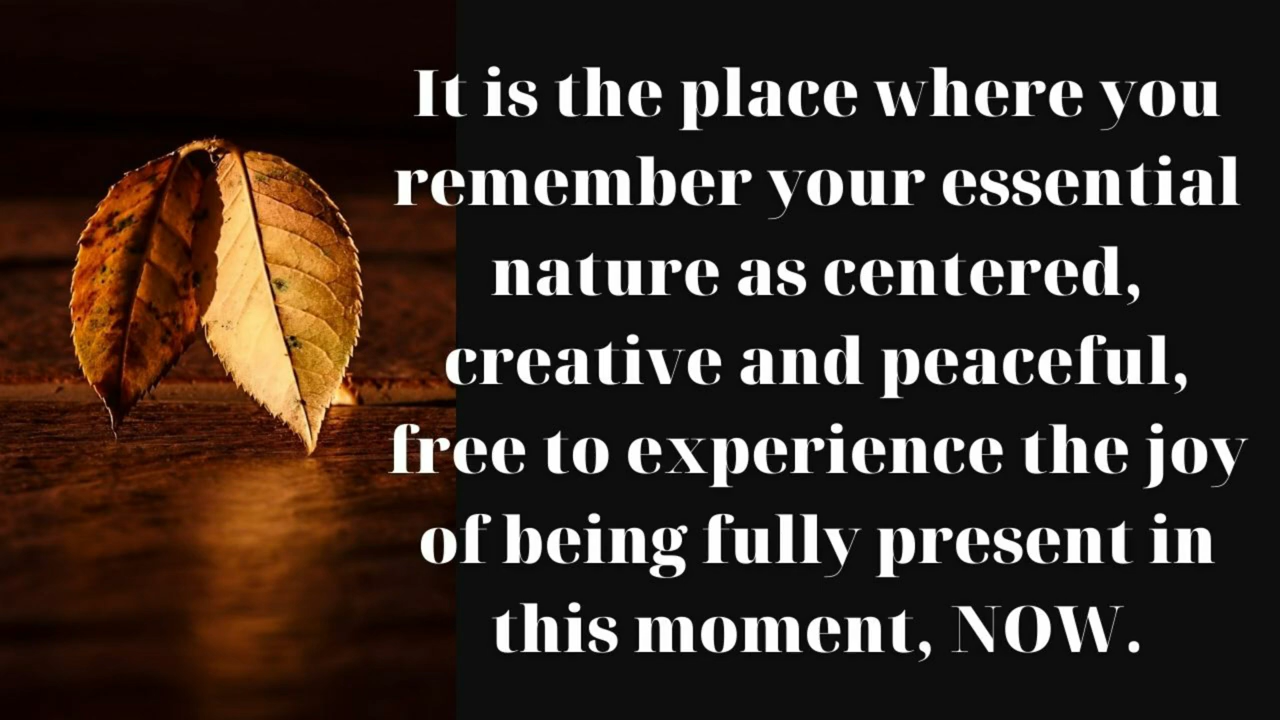 It is the place where you
remember your essential
nature as centered,
creative and peaceful,
free to experience the joy
of being fully present in
this moment, NOW.